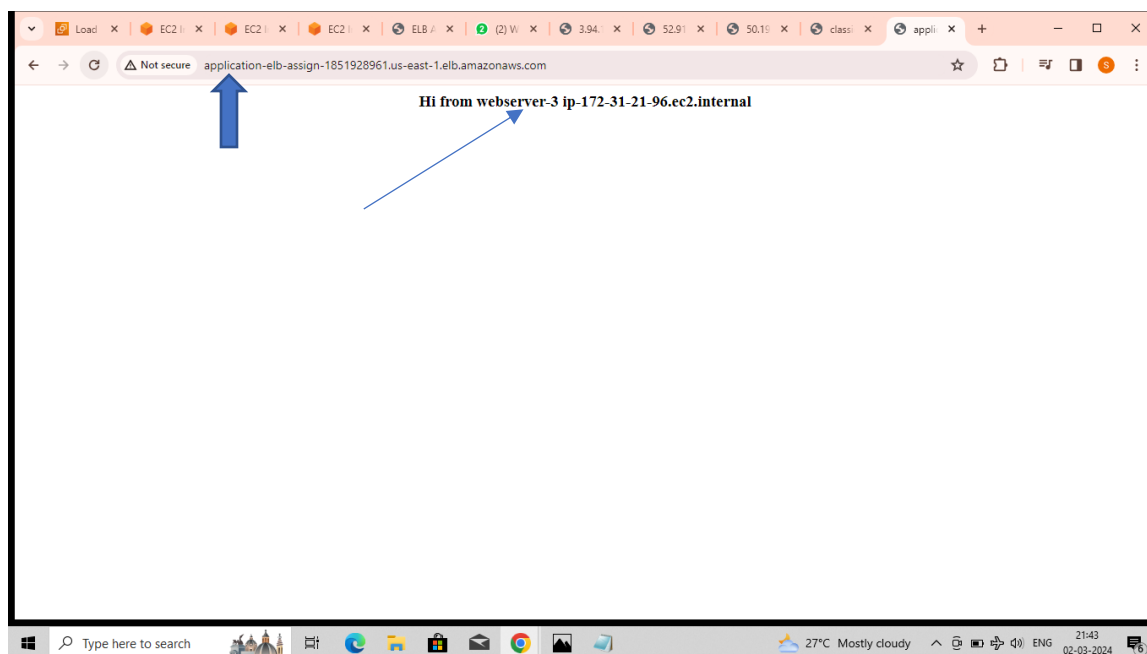 Load
EC2 I
EC2 I
EC2 I
ELB A
(2) W
3.94.
52.91
50.19
classi
appli
Not secure application-elb-assign-1851928961.us-east-1.elb.amazonaws.com
S
Hi from webserver-3 ip-172-31-21-96.ec2.internal
Type here to search
27°C Mostly cloudy
ENG
21:43
02-03-2024